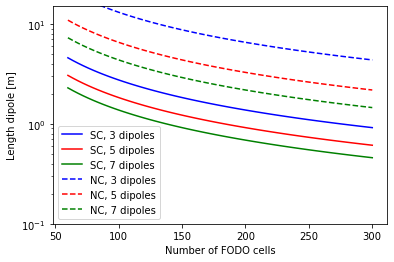 10¹
10⁰
10⁻¹
Length dipole [m]
SC, 3 dipoles
SC, 5 dipoles
SC, 7 dipoles
NC, 3 dipoles
NC, 5 dipoles
NC, 7 dipoles
50 100 150 200 250 300
Number of FODO cells